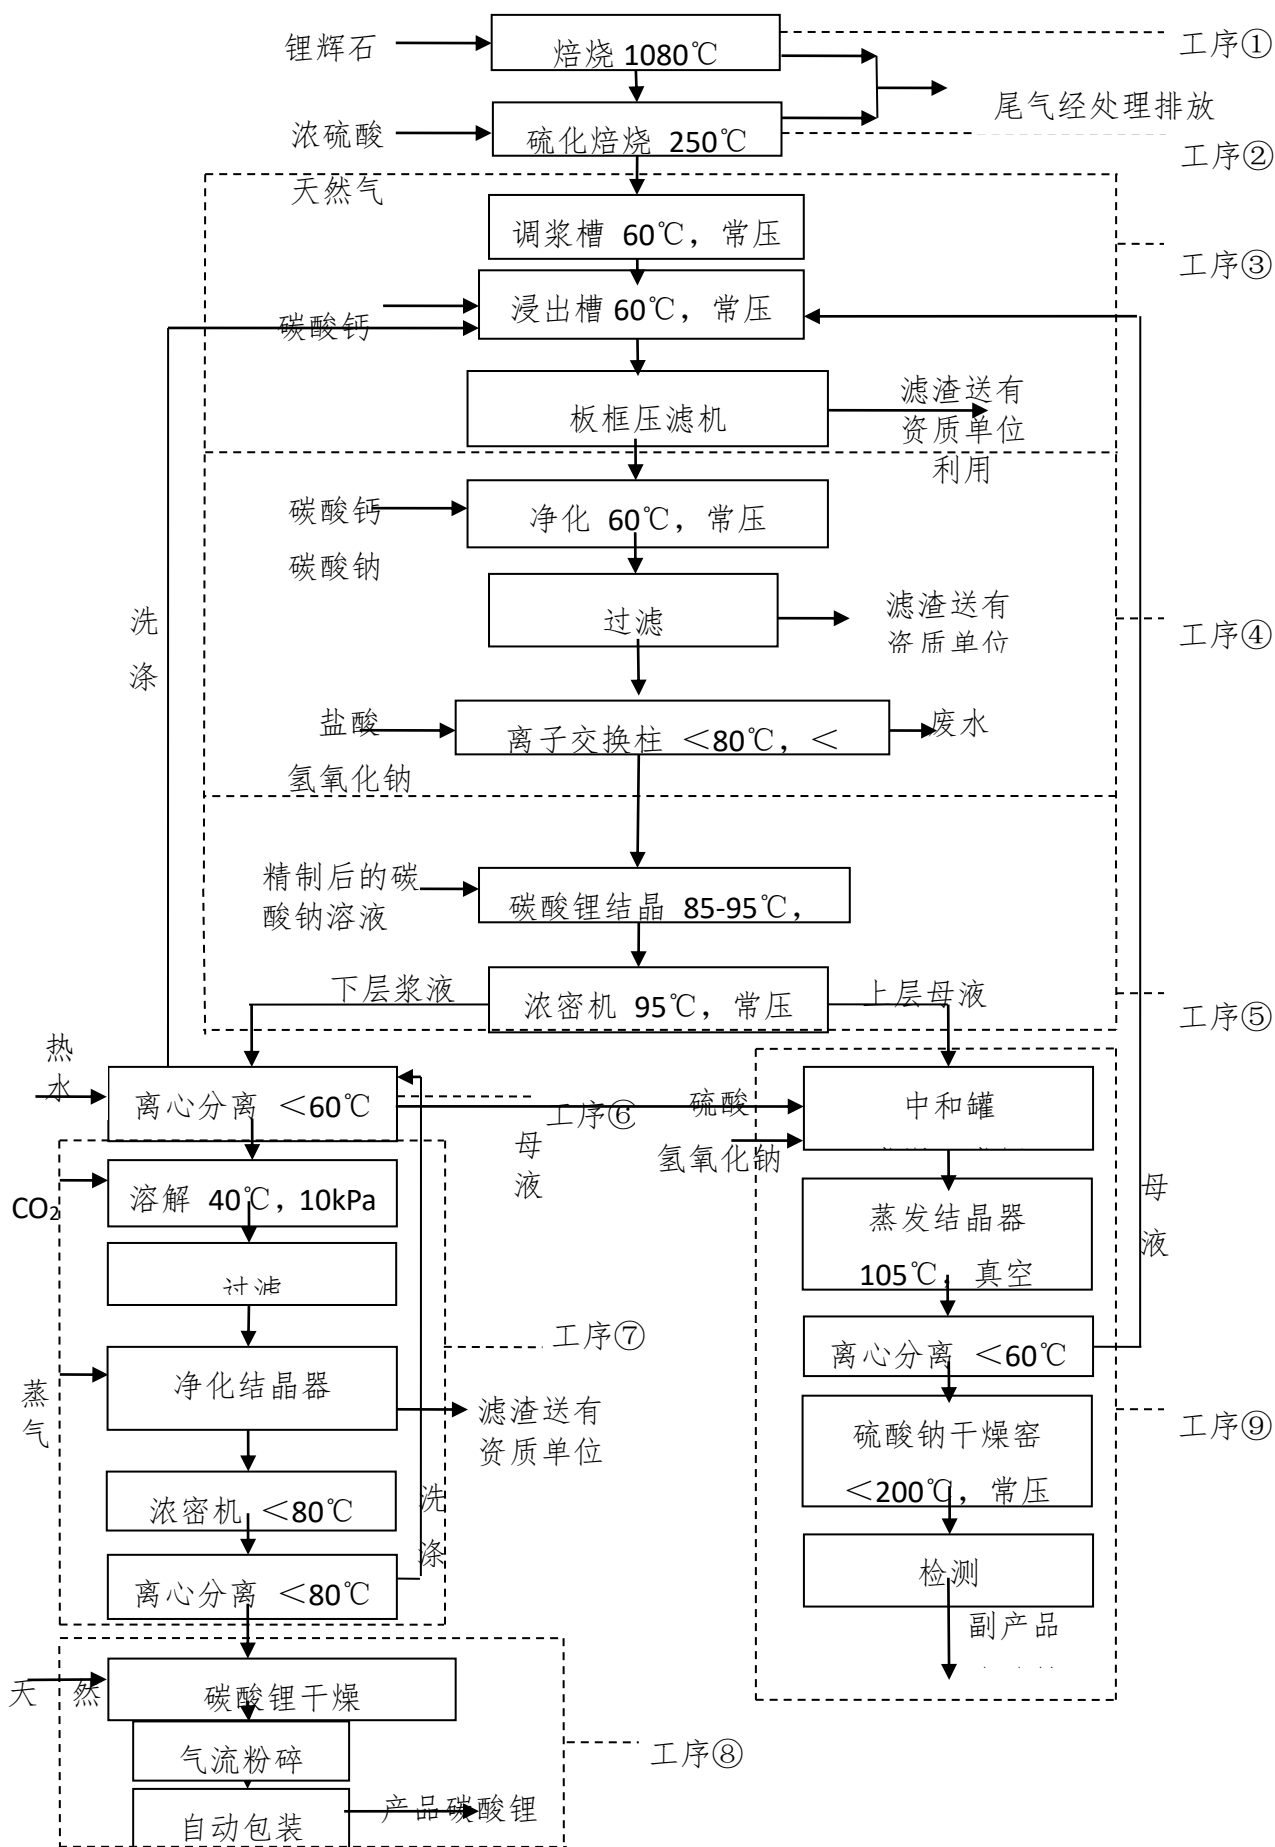 锂辉石
焙烧 1080℃
工序①
尾气经处理排放
浓硫酸
硫化焙烧 250℃
工序②
天然气
调浆槽 60℃，常压
工序③
浸出槽 60℃，常压
碳酸钙
板框压滤机
滤渣送有
资质单位
利用
碳酸钙
净化 60℃，常压
碳酸钠
过滤
滤渣送有
资质单位
工序④
洗
涤
盐酸
离子交换柱 ＜80℃，＜
废水
氢氧化钠
精制后的碳
酸钠溶液
碳酸锂结晶 85-95℃，
下层浆液
浓密机 95℃，常压
上层母液
工序⑤
热
水
离心分离 ＜60℃
工序⑥
硫酸
中和罐
氢氧化钠
母
液
CO₂
溶解 40℃，10kPa
过滤
蒸发结晶器
105℃，真空
母
液
净化结晶器
工序⑦
离心分离 ＜60℃
蒸
气
滤渣送有
资质单位
硫酸钠干燥窑
＜200℃，常压
工序⑨
浓密机 ＜80℃
洗
涤
离心分离 ＜80℃
检测
副产品
天 然
碳酸锂干燥
气流粉碎
工序⑧
自动包装
产品碳酸锂